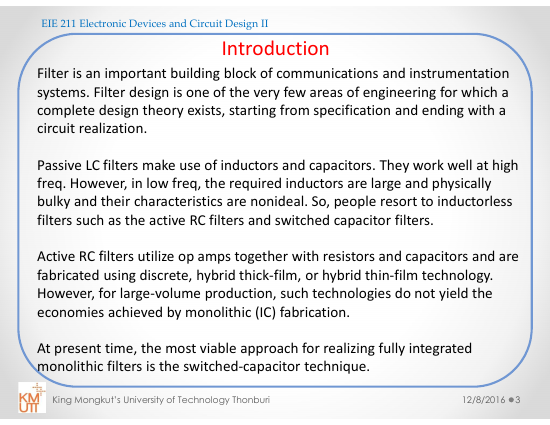 EIE 211 Electronic Devices and Circuit Design II
Introduction
Filter is an important building block of communications and instrumentation
systems. Filter design is one of the very few areas of engineering for which a
complete design theory exists, starting from specification and ending with a
circuit realization.
Passive LC filters make use of inductors and capacitors. They work well at high
freq. However, in low freq, the required inductors are large and physically
bulky and their characteristics are nonideal. So, people resort to inductorless
filters such as the active RC filters and switched capacitor filters.
Active RC filters utilize op amps together with resistors and capacitors and are
fabricated using discrete, hybrid thick-film, or hybrid thin-film technology.
However, for large-volume production, such technologies do not yield the
economies achieved by monolithic (IC) fabrication.
At present time, the most viable approach for realizing fully integrated
monolithic filters is the switched-capacitor technique.
KM
UTT
King Mongkut's University of Technology Thonburi
12/8/2016 ●3